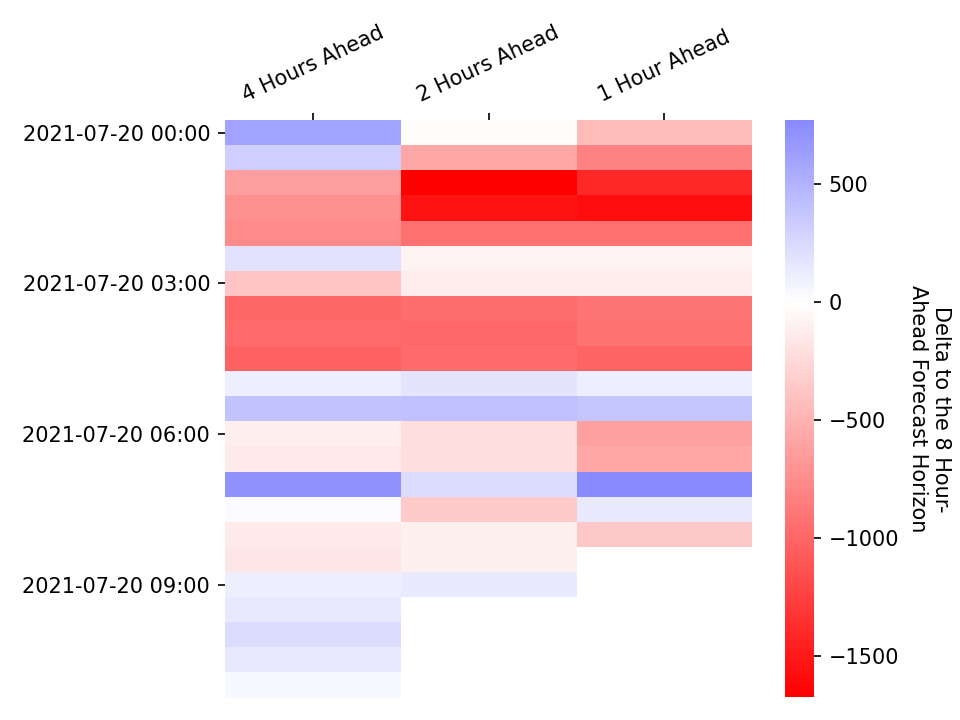 4 Hours Ahead
2 Hours Ahead
1 Hour Ahead
2021-07-20 00:00
2021-07-20 03:00
2021-07-20 06:00
2021-07-20 09:00
500
0
−500
−1000
−1500
Delta to the 8 Hour-
Ahead Forecast Horizon